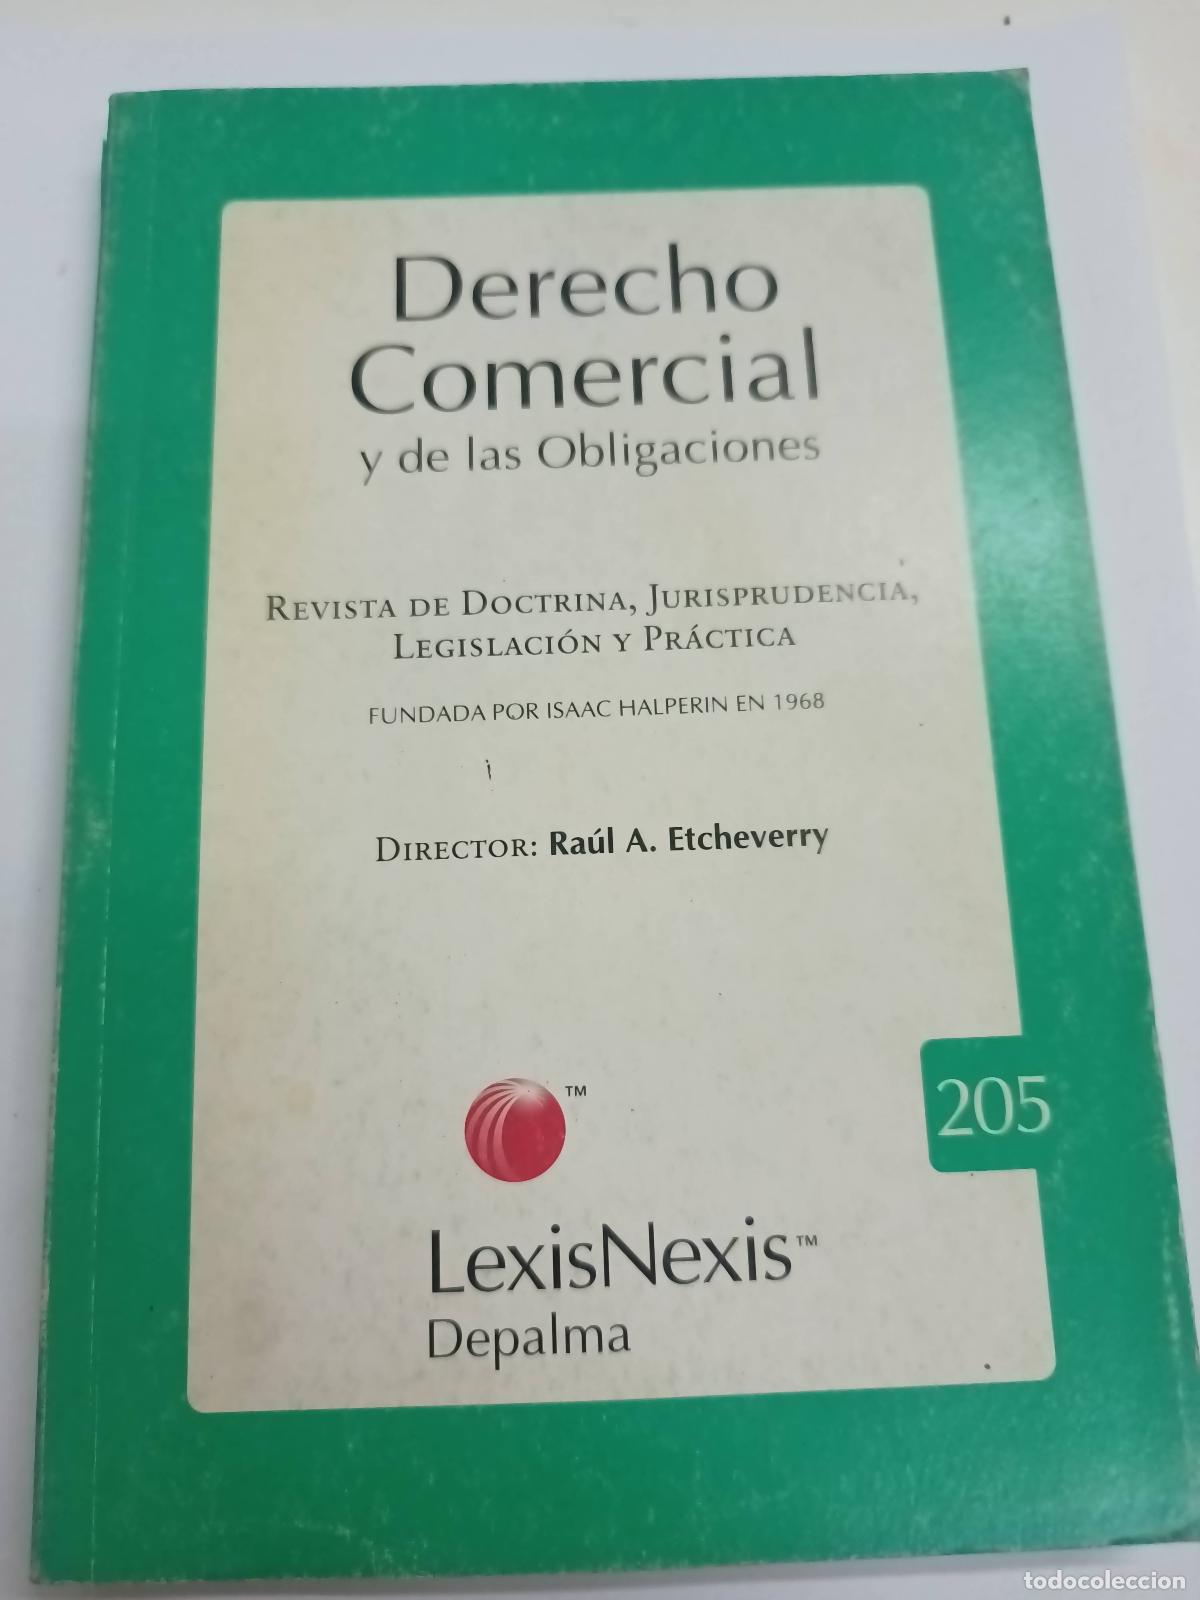 Derecho
Comercial
y de las Obligaciones
REVISTA DE DOCTRINA, JURISPRUDENCIA,
LEGISLACIÓN Y PRÁCTICA
FUNDADA POR ISAAC HALPERIN EN 1968
DIRECTOR: Raúl A. Etcheverry
TM
205
LexisNexis™
Depalma
todocoleccion